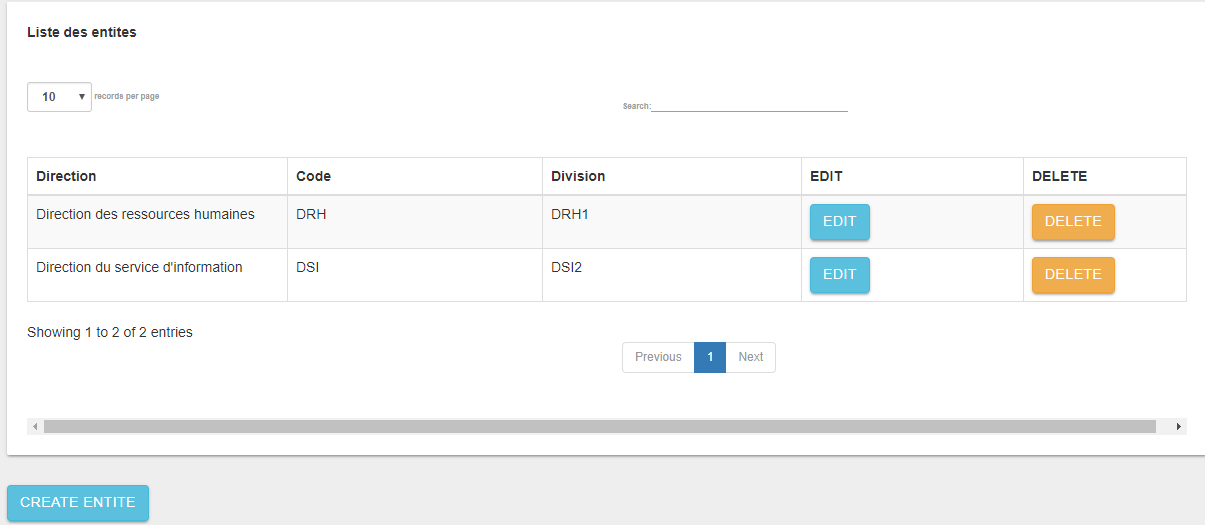 Liste des entites
10 records per page
Search:
Direction Code Division EDIT DELETE
Direction des ressources humaines DRH DRH1 EDIT DELETE
Direction du service d'information DSI DSI2 EDIT DELETE
Showing 1 to 2 of 2 entries
Previous 1 Next
CREATE ENTITE